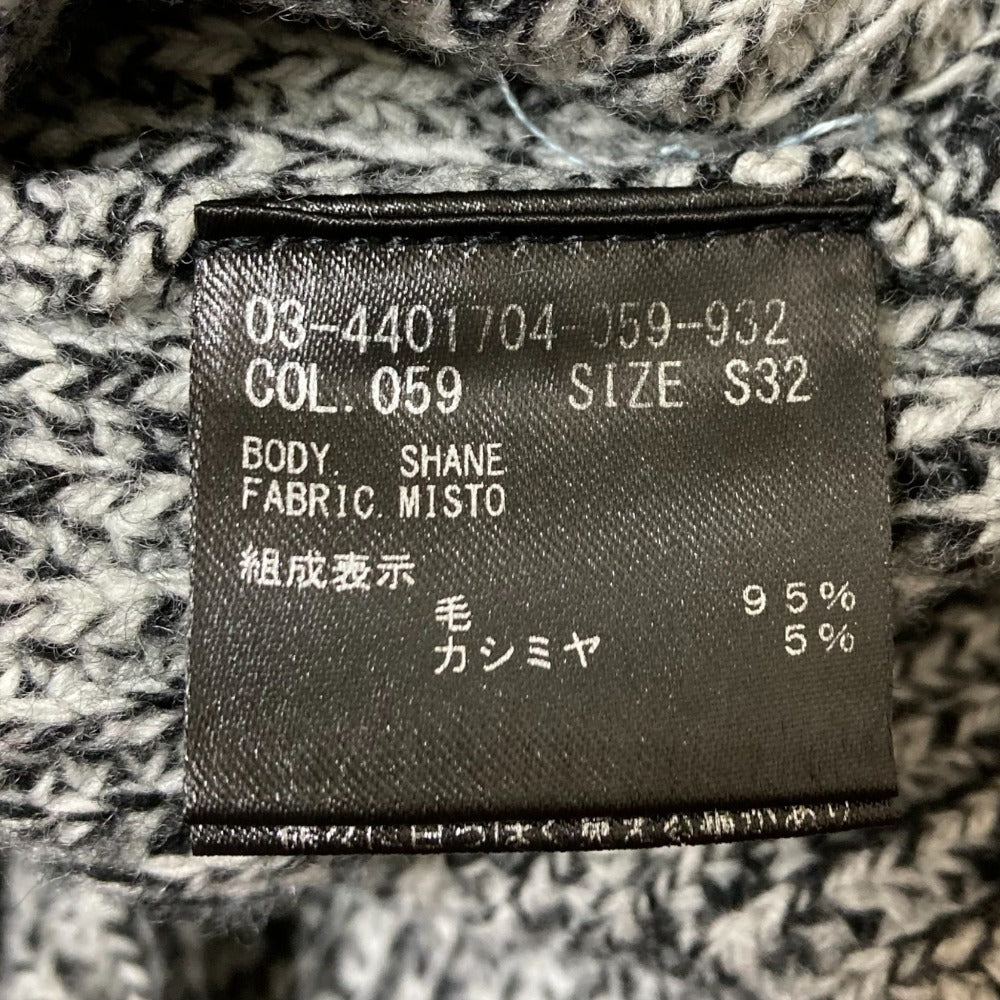 03-4401704-059-932
COL. 059 SIZE S32
BODY. SHANE
FABRIC. MISTO
組成表示
毛 95%
カシミヤ 5%